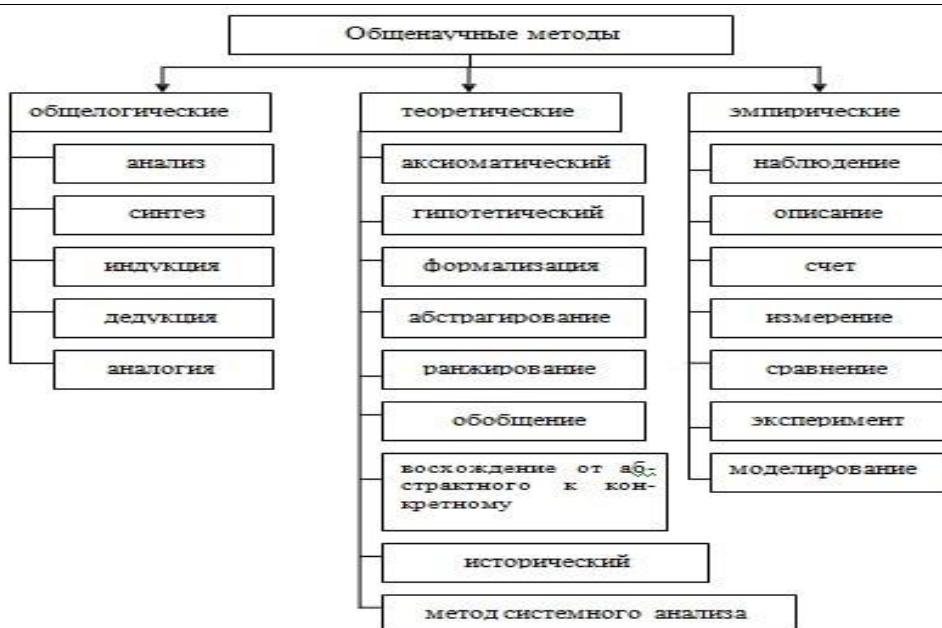 Общенаучные методы
общелогические
анализ
синтез
индукция
дедукция
аналогия
теоретические
аксиоматический
гипотетический
формализация
абстрагирование
ранжирование
обобщение
восхождение от аб-
страктного к кон-
кретному
исторический
метод системного анализа
эмпирические
наблюдение
описание
счет
измерение
сравнение
эксперимент
моделирование